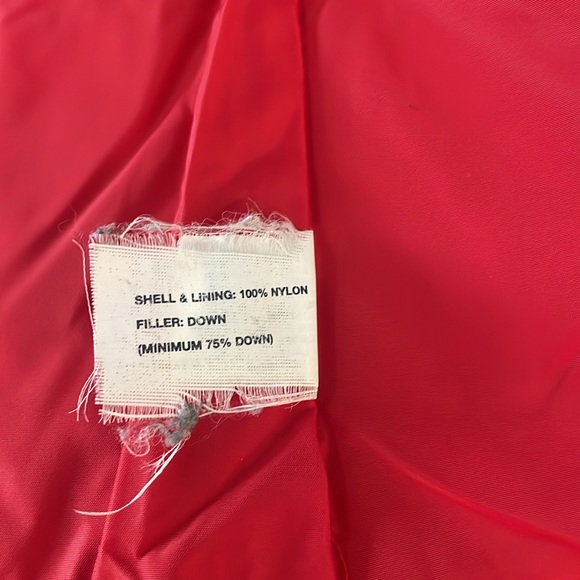 SHELL & LINING: 100% NYLON
FILLER: DOWN
(MINIMUM 75% DOWN)